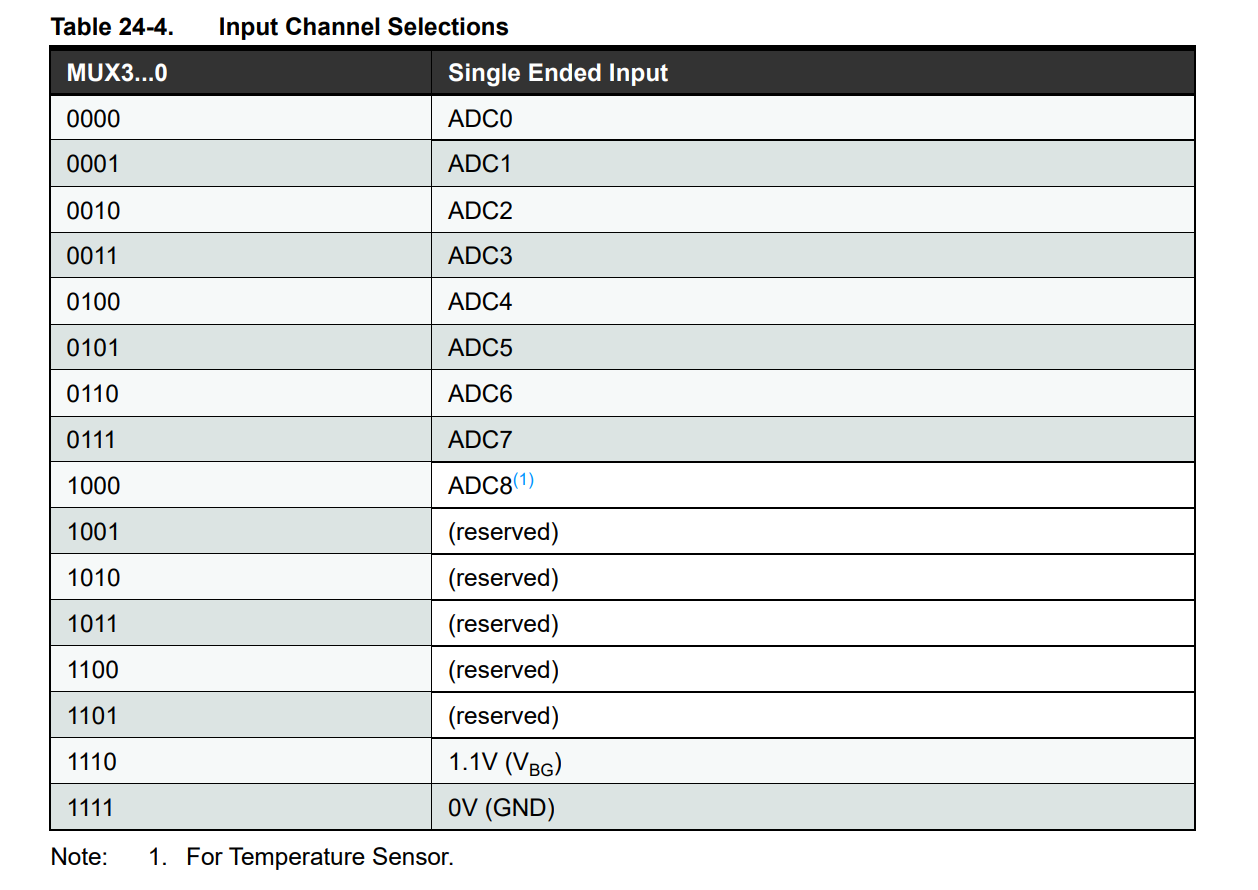 Table 24-4. Input Channel Selections
MUX3...0 Single Ended Input
0000 ADC0
0001 ADC1
0010 ADC2
0011 ADC3
0100 ADC4
0101 ADC5
0110 ADC6
0111 ADC7
1000 ADC8(1)
1001 (reserved)
1010 (reserved)
1011 (reserved)
1100 (reserved)
1101 (reserved)
1110 1.1V (VBG)
1111 0V (GND)
Note: 1. For Temperature Sensor.